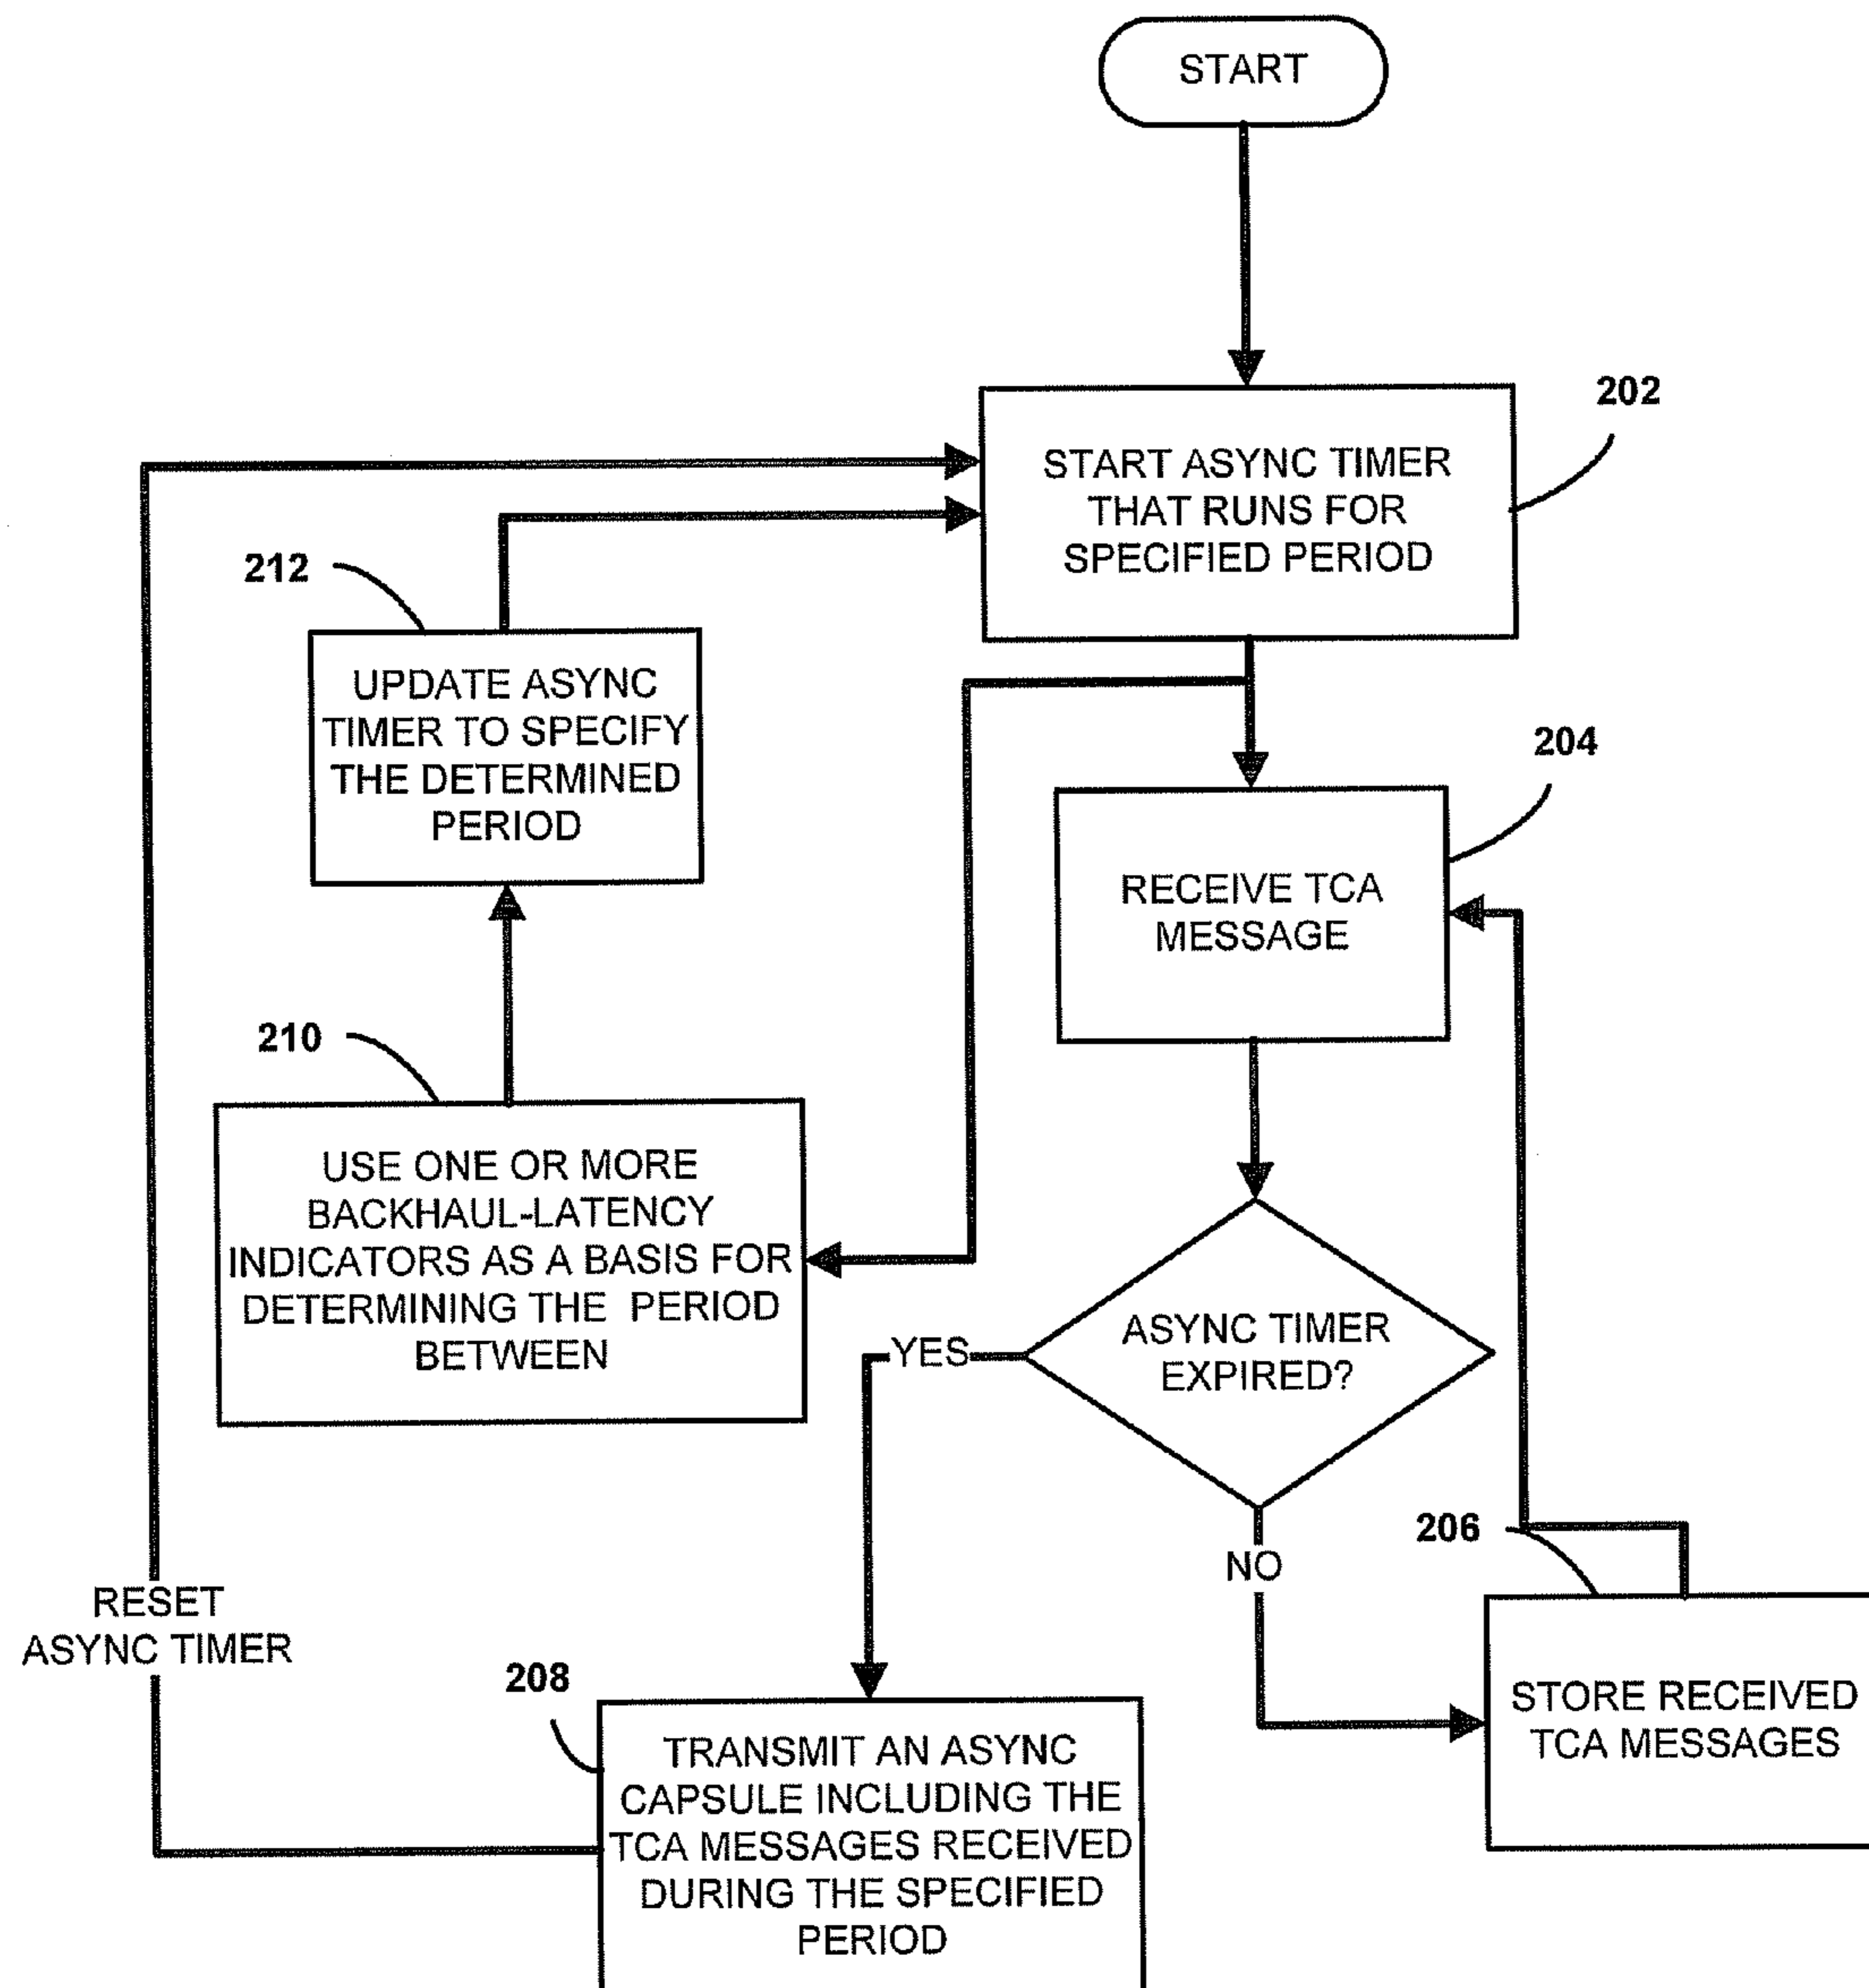 START
202
START ASYNC TIMER
THAT RUNS FOR
SPECIFIED PERIOD
212
UPDATE ASYNC
TIMER TO SPECIFY
THE DETERMINED
PERIOD
204
RECEIVE TCA
MESSAGE
210
USE ONE OR MORE
BACKHAUL-LATENCY
INDICATORS AS A BASIS FOR
DETERMINING THE PERIOD
BETWEEN
ASYNC TIMER
EXPIRED?
YES
NO
206
STORE RECEIVED
TCA MESSAGES
RESET
ASYNC TIMER
208
TRANSMIT AN ASYNC
CAPSULE INCLUDING THE
TCA MESSAGES RECEIVED
DURING THE SPECIFIED
PERIOD